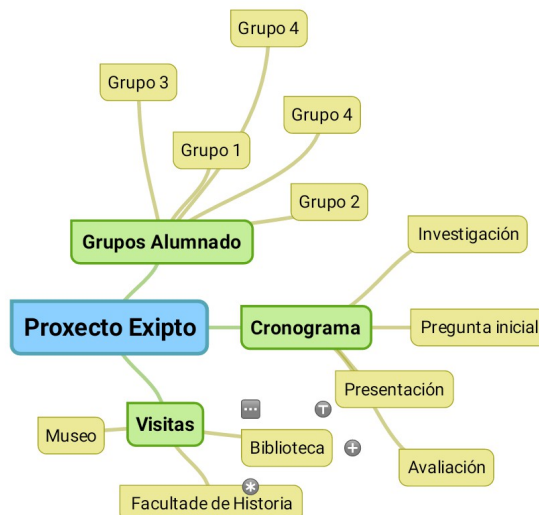 Grupo 4
Grupo 3
Grupo 4
Grupo 1
Grupo 2
Grupos Alumnado
Investigación
Proxecto Exipto
Cronograma
Pregunta inicial
Presentación
Visitas
Museo
Biblioteca
Avaliación
Facultade de Historia